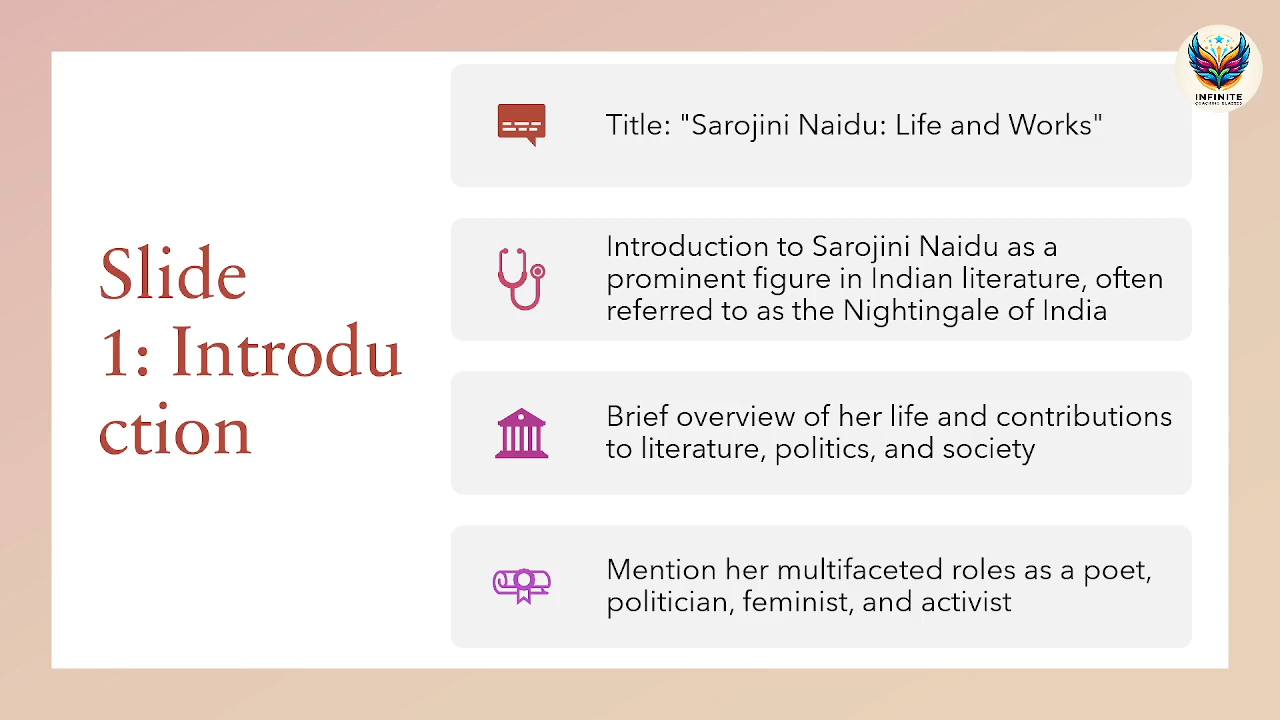 Slide
1: Introdu
ction
Title: "Sarojini Naidu: Life and Works"
Introduction to Sarojini Naidu as a
prominent figure in Indian literature, often
referred to as the Nightingale of India
Brief overview of her life and contributions
to literature, politics, and society
Mention her multifaceted roles as a poet,
politician, feminist, and activist
INFINITE
COACHING CLASSES